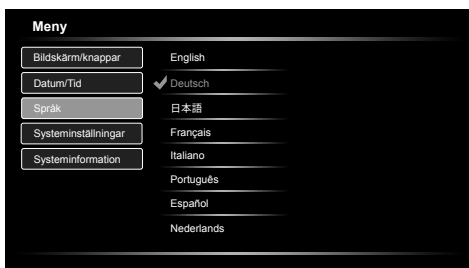 Meny
Bildskärm/knappar
Datum/Tid
Språk
Systeminställningar
Systeminformation
English
Deutsch
日本語
Français
Italiano
Português
Español
Nederlands